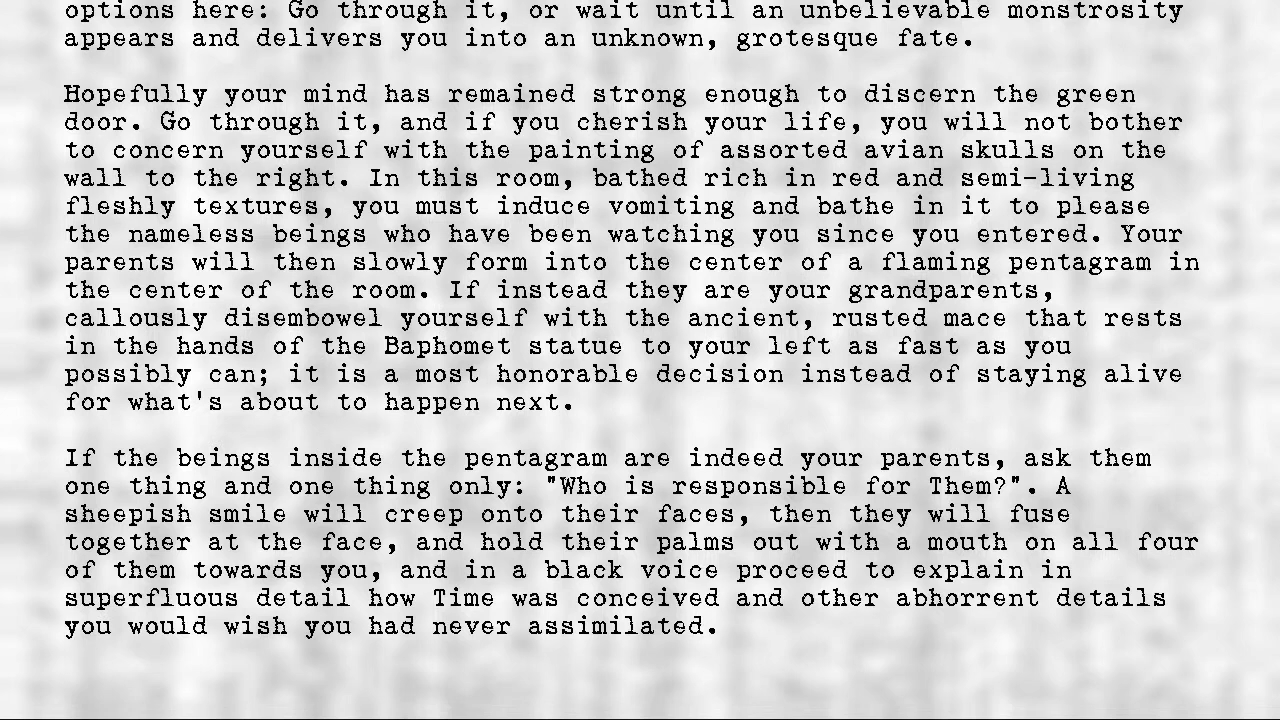 options here: Go through it, or wait until an unbelievable monstrosity
appears and delivers you into an unknown, grotesque fate.
Hopefully your mind has remained strong enough to discern the green
door. Go through it, and if you cherish your life, you will not bother
to concern yourself with the painting of assorted avian skulls on the
wall to the right. In this room, bathed rich in red and semi-living
fleshly textures, you must induce vomiting and bathe in it to please
the nameless beings who have been watching you since you entered. Your
parents will then slowly form into the center of a flaming pentagram in
the center of the room. If instead they are your grandparents,
callously disembowel yourself with the ancient, rusted mace that rests
in the hands of the Baphomet statue to your left as fast as you
possibly can; it is a most honorable decision instead of staying alive
for what's about to happen next.
If the beings inside the pentagram are indeed your parents, ask them
one thing and one thing only: "Who is responsible for Them?". A
sheepish smile will creep onto their faces, then they will fuse
together at the face, and hold their palms out with a mouth on all four
of them towards you, and in a black voice proceed to explain in
superfluous detail how Time was conceived and other abhorrent details
you would wish you had never assimilated.